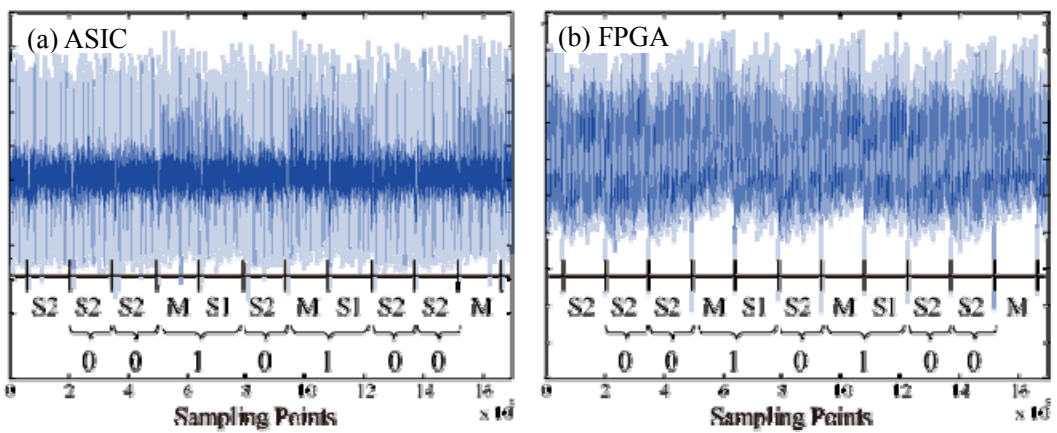 (a) ASIC
S2 S2 S2 M S1 S2 M S1 S2 S2 M
0 0 1 0 1 0 0
0 2 4 6 8 10 12 14 16
Sampling Points
x 10
(b) FPGA
S2 S2 S2 M S1 S2 M S1 S2 S2 M
0 0 1 0 1 0 0
0 2 4 6 8 10 12 14 16
Sampling Points
x 10